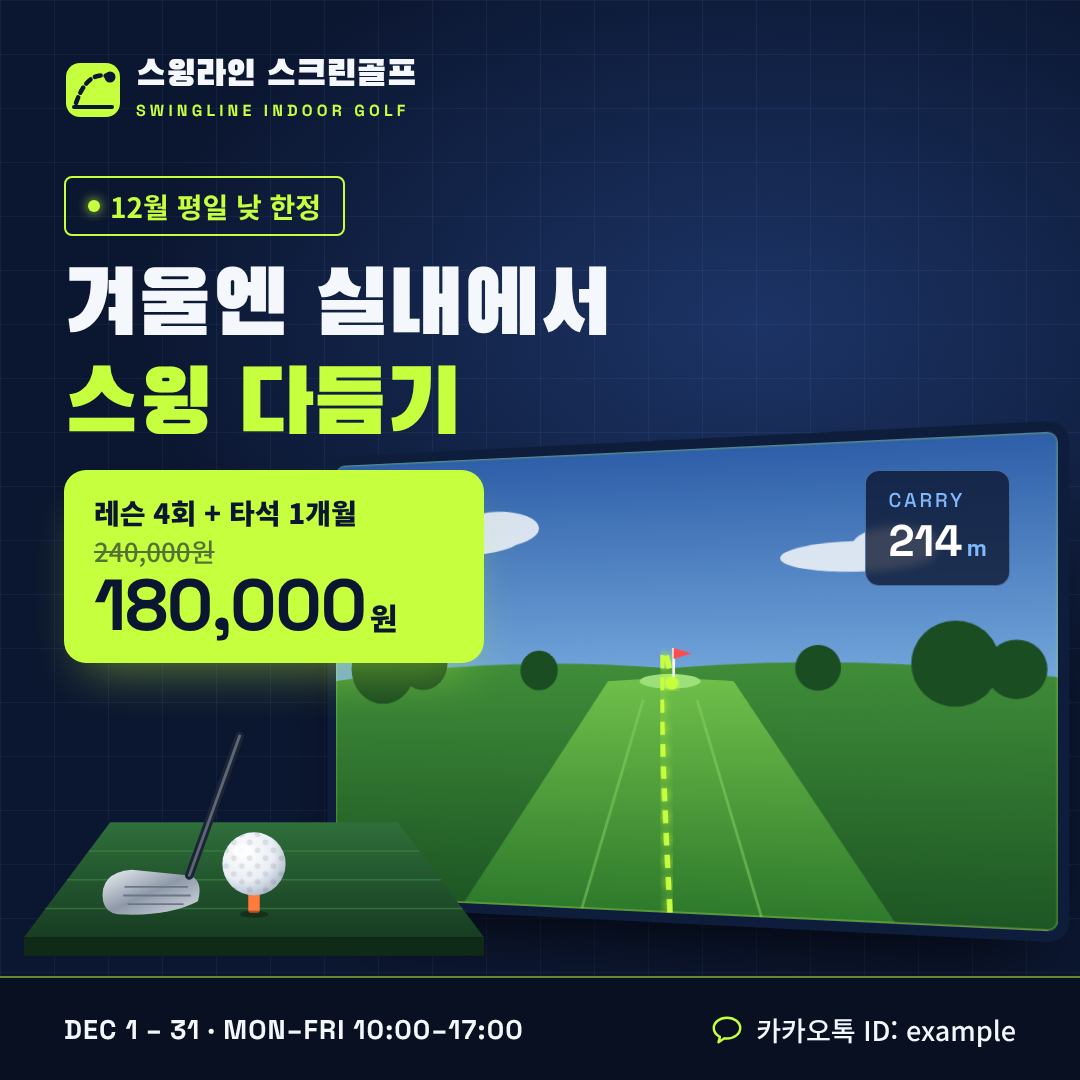 스윙라인 스크린골프
SWINGLINE INDOOR GOLF
12월 평일 낮 한정
겨울엔 실내에서
스윙 다듬기
레슨 4회 + 타석 1개월
240,000원
180,000원
CARRY
214 m
DEC 1 – 31 · MON–FRI 10:00–17:00
카카오톡 ID: example